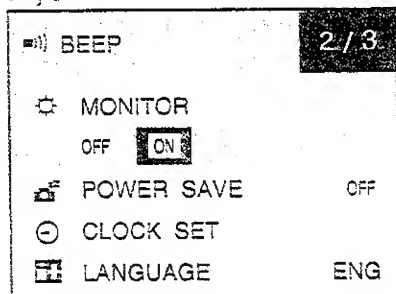 BEEP 2/3
MONITOR
OFF ON
POWER SAVE OFF
CLOCK SET
LANGUAGE ENG